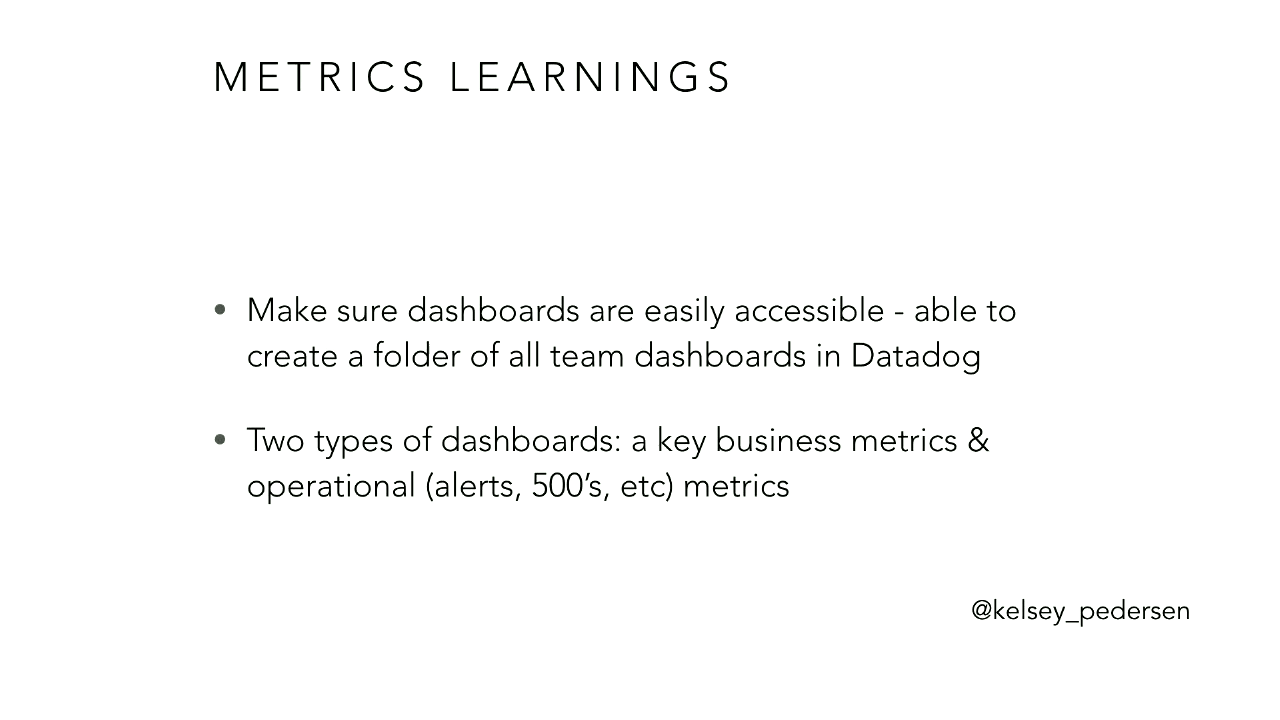 METRICS LEARNINGS
• Make sure dashboards are easily accessible - able to
create a folder of all team dashboards in Datadog
• Two types of dashboards: a key business metrics &
operational (alerts, 500’s, etc) metrics
@kelsey_pedersen